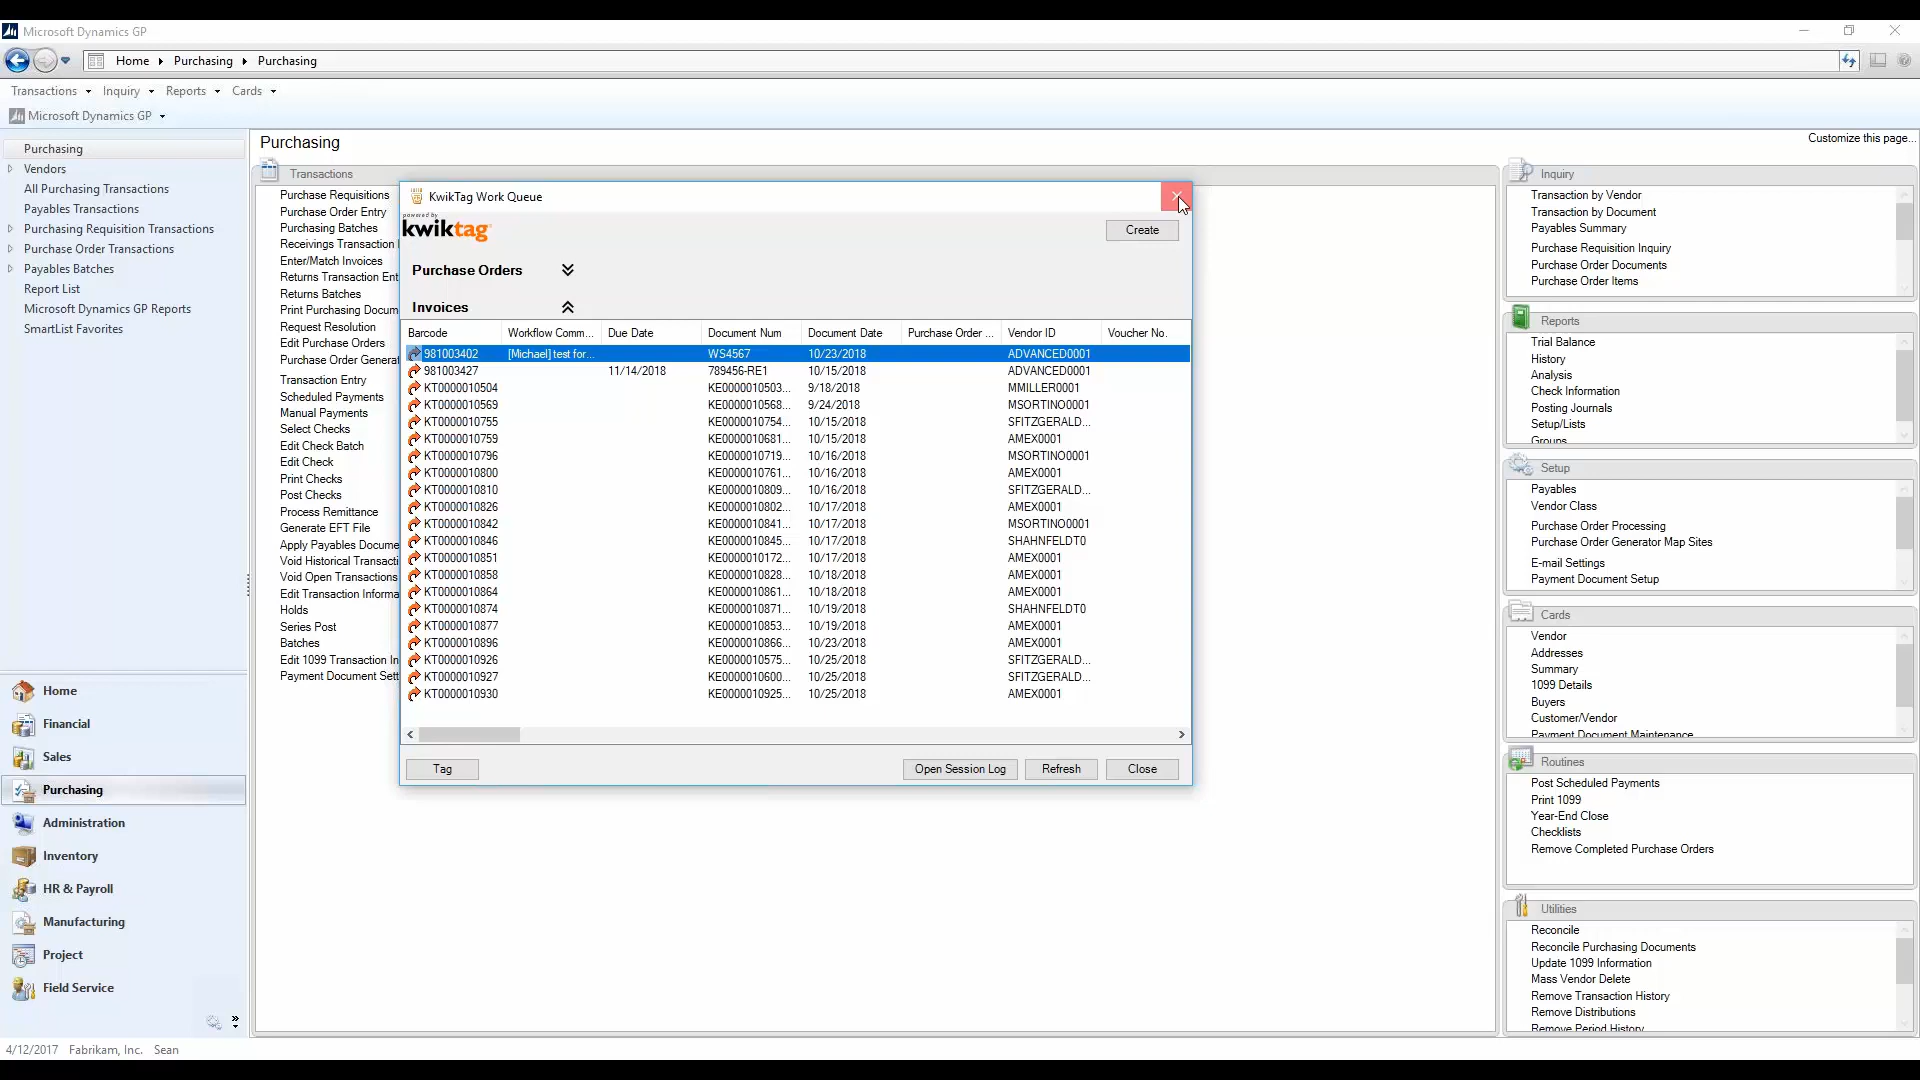 Microsoft Dynamics GP
Home Purchasing Purchasing
Transactions Inquiry Reports Cards
Microsoft Dynamics GP
Customize this page...
Purchasing
Vendors
All Purchasing Transactions
Payables Transactions
Purchasing Requisition Transactions
Purchase Order Transactions
Payables Batches
Report List
Microsoft Dynamics GP Reports
SmartList Favorites
Home
Financial
Sales
Purchasing
Administration
Inventory
HR & Payroll
Manufacturing
Project
Field Service
Purchasing
Transactions
Purchase Requisitions
Purchase Order Entry
Purchasing Batches
Receivings Transaction
Enter/Match Invoices
Returns Transaction Ent
Returns Batches
Print Purchasing Docum
Request Resolution
Edit Purchase Orders
Purchase Order Generat
Transaction Entry
Scheduled Payments
Manual Payments
Select Checks
Edit Check Batch
Edit Check
Print Checks
Post Checks
Process Remittance
Generate EFT File
Apply Payables Docume
Void Historical Transacti
Void Open Transactions
Edit Transaction Informa
Holds
Series Post
Batches
Edit 1099 Transaction In
Payment Document Sett
KwikTag Work Queue
powered by
kwiktag
Create
Purchase Orders
Invoices
Barcode Workflow Comm... Due Date Document Num Document Date Purchase Order ... Vendor ID Voucher No.
981003402 [Michael] test for... WS4567 10/23/2018 ADVANCED0001
981003427 11/14/2018 789456-RE1 10/15/2018 ADVANCED0001
KT0000010504 KE0000010503... 9/18/2018 MMILLER0001
KT0000010569 KE0000010568... 9/24/2018 MSORTINO0001
KT0000010755 KE0000010754... 10/15/2018 SFITZGERALD...
KT0000010759 KE0000010681... 10/15/2018 AMEX0001
KT0000010796 KE0000010719... 10/16/2018 MSORTINO0001
KT0000010800 KE0000010761... 10/16/2018 AMEX0001
KT0000010810 KE0000010809... 10/16/2018 SFITZGERALD...
KT0000010826 KE0000010802... 10/17/2018 AMEX0001
KT0000010842 KE0000010841... 10/17/2018 MSORTINO0001
KT0000010846 KE0000010845... 10/17/2018 SHAHNFELDT0
KT0000010851 KE0000010172... 10/17/2018 AMEX0001
KT0000010858 KE0000010828... 10/18/2018 AMEX0001
KT0000010864 KE0000010861... 10/18/2018 AMEX0001
KT0000010874 KE0000010871... 10/19/2018 SHAHNFELDT0
KT0000010877 KE0000010853... 10/19/2018 AMEX0001
KT0000010896 KE0000010866... 10/23/2018 AMEX0001
KT0000010926 KE0000010575... 10/25/2018 SFITZGERALD...
KT0000010927 KE0000010600... 10/25/2018 SFITZGERALD...
KT0000010930 KE0000010925... 10/25/2018 AMEX0001
Tag Open Session Log Refresh Close
Inquiry
Transaction by Vendor
Transaction by Document
Payables Summary
Purchase Requisition Inquiry
Purchase Order Documents
Purchase Order Items
Reports
Trial Balance
History
Analysis
Check Information
Posting Journals
Setup/Lists
Groups
Setup
Payables
Vendor Class
Purchase Order Processing
Purchase Order Generator Map Sites
E-mail Settings
Payment Document Setup
Cards
Vendor
Addresses
Summary
1099 Details
Buyers
Customer/Vendor
Payment Document Maintenance
Routines
Post Scheduled Payments
Print 1099
Year-End Close
Checklists
Remove Completed Purchase Orders
Utilities
Reconcile
Reconcile Purchasing Documents
Update 1099 Information
Mass Vendor Delete
Remove Transaction History
Remove Distributions
Remove Period History
4/12/2017 Fabrikam, Inc. Sean